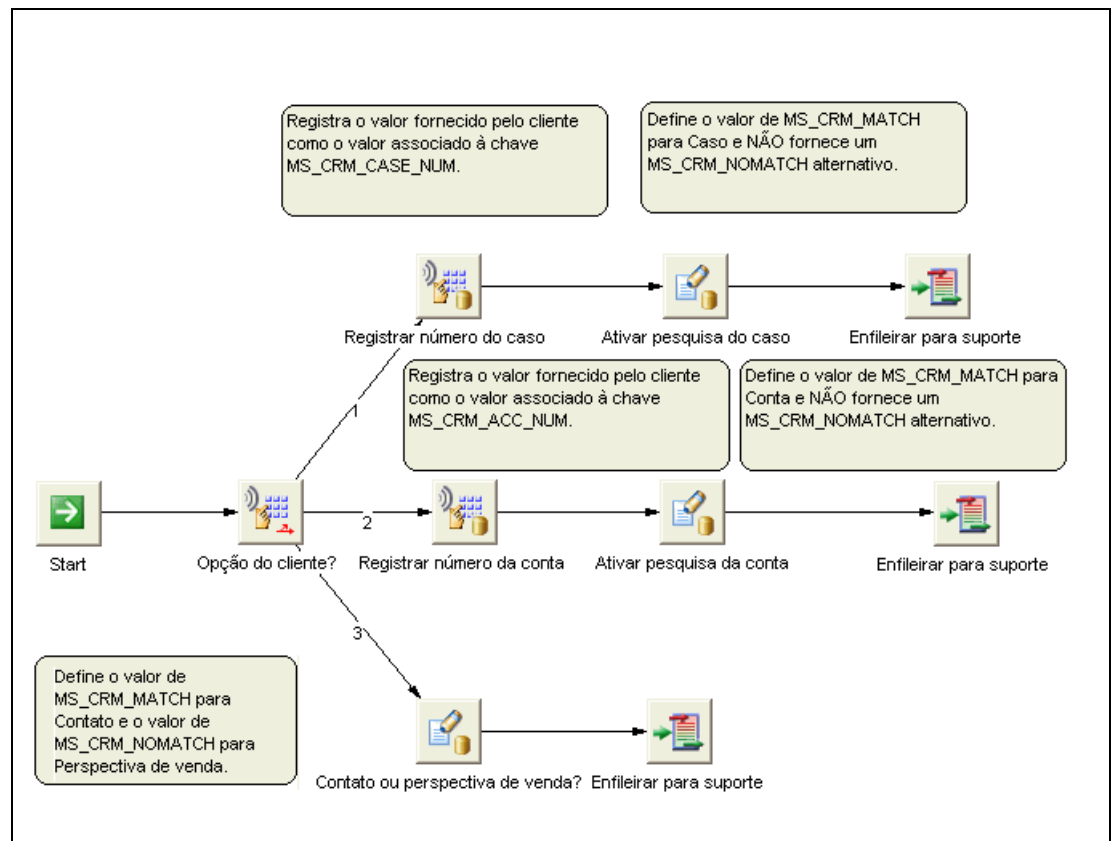 Registra o valor fornecido pelo cliente
como o valor associado à chave
MS_CRM_CASE_NUM.
Define o valor de MS_CRM_MATCH
para Caso e NÃO fornece um
MS_CRM_NOMATCH alternativo.
Registrar número do caso
Ativar pesquisa do caso
Enfileirar para suporte
Registra o valor fornecido pelo cliente
como o valor associado à chave
MS_CRM_ACC_NUM.
Define o valor de MS_CRM_MATCH para
Conta e NÃO fornece um
MS_CRM_NOMATCH alternativo.
1
2
Start
Opção do cliente?
Registrar número da conta
Ativar pesquisa da conta
Enfileirar para suporte
3
Define o valor de
MS_CRM_MATCH para
Contato e o valor de
MS_CRM_NOMATCH para
Perspectiva de venda.
Contato ou perspectiva de venda?
Enfileirar para suporte